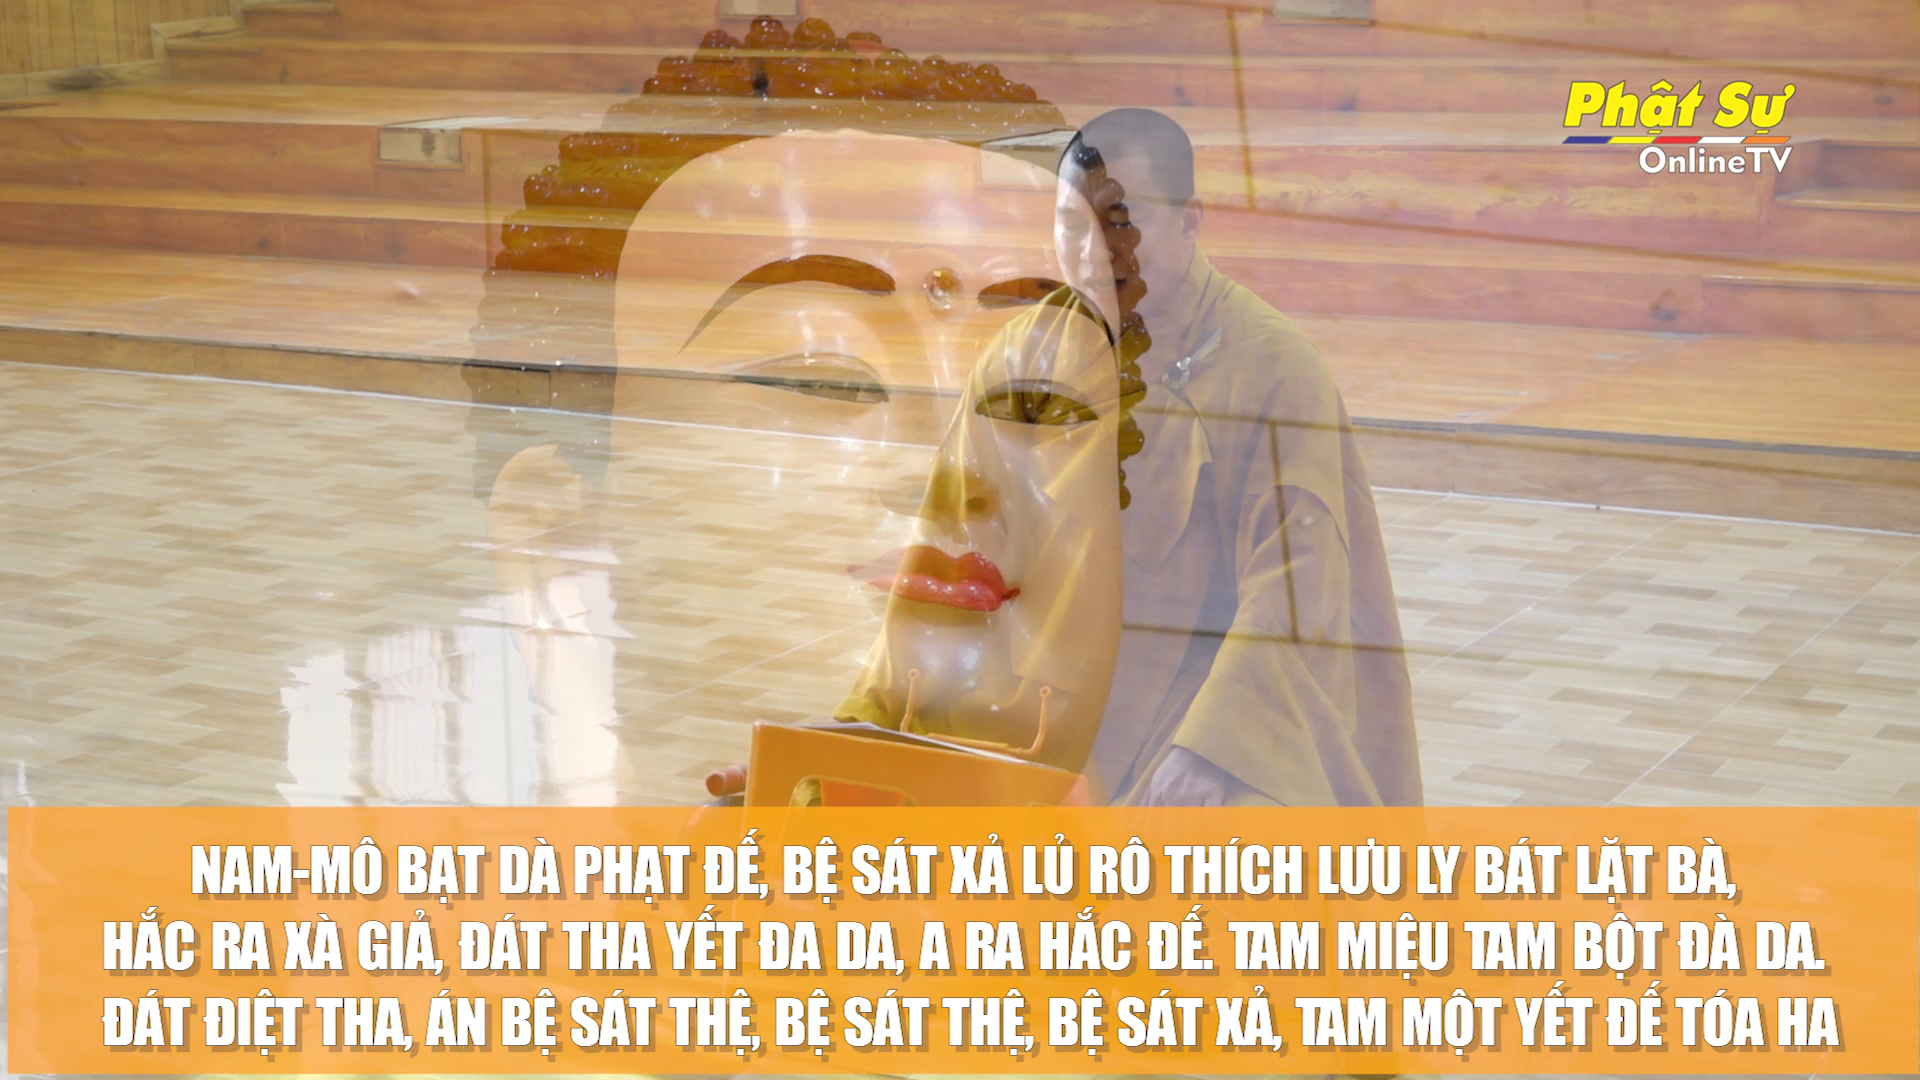 Phật Sự
OnlineTV
NAM-MÔ BẠT DÀ PHẠT ĐẾ, BỆ SÁT XẢ LỦ RÔ THÍCH LƯU LY BÁT LẶT BÀ,
HẮC RA XÀ GIẢ, ĐÁT THA YẾT ĐA DA, A RA HẮC ĐẾ. TAM MIỆU TAM BỘT ĐÀ DA.
ĐÁT ĐIỆT THA, ÁN BỆ SÁT THỆ, BỆ SÁT THỆ, BỆ SÁT XẢ, TAM MỘT YẾT ĐẾ TÓA HA